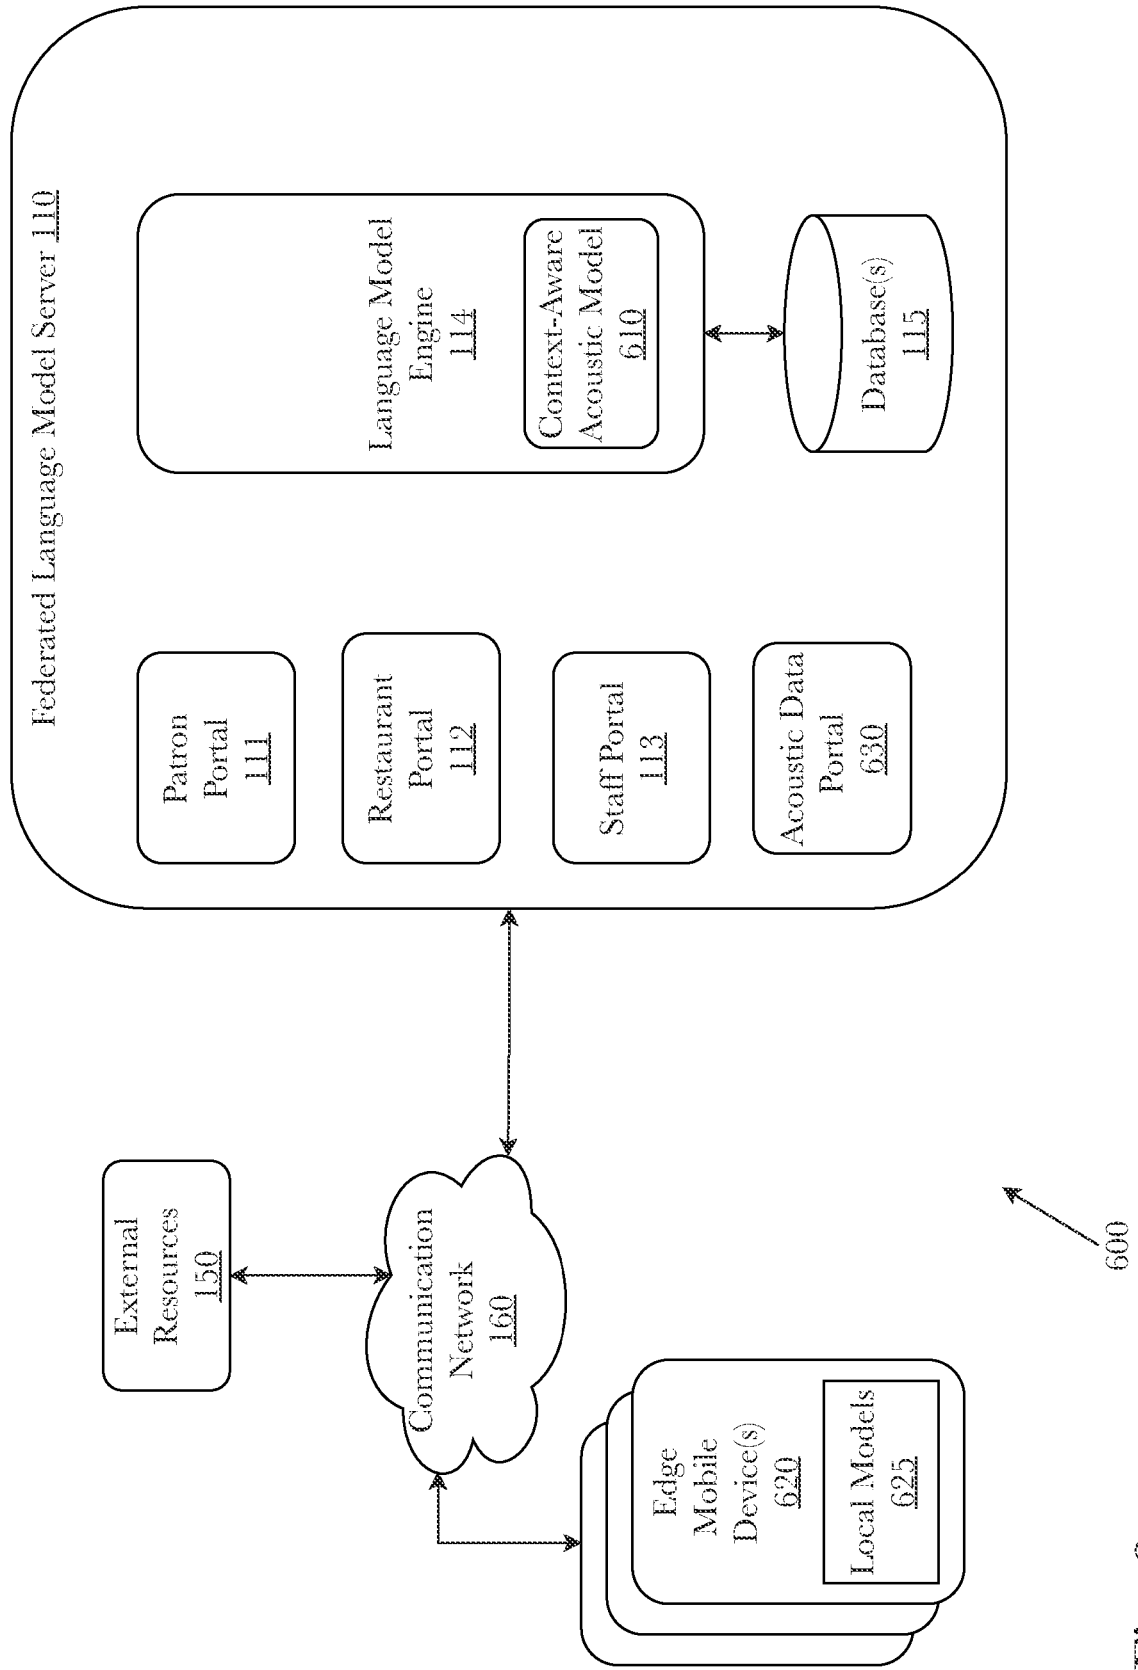 Federated Language Model Server 110
Patron
Portal
111
Restaurant
Portal
112
Staff Portal
113
Acoustic Data
Portal
630
Language Model
Engine
114
Context-Aware
Acoustic Model
610
Database(s)
115
External
Resources
150
Communication
Network
160
Edge
Mobile
Device(s)
620
Local Models
625
600